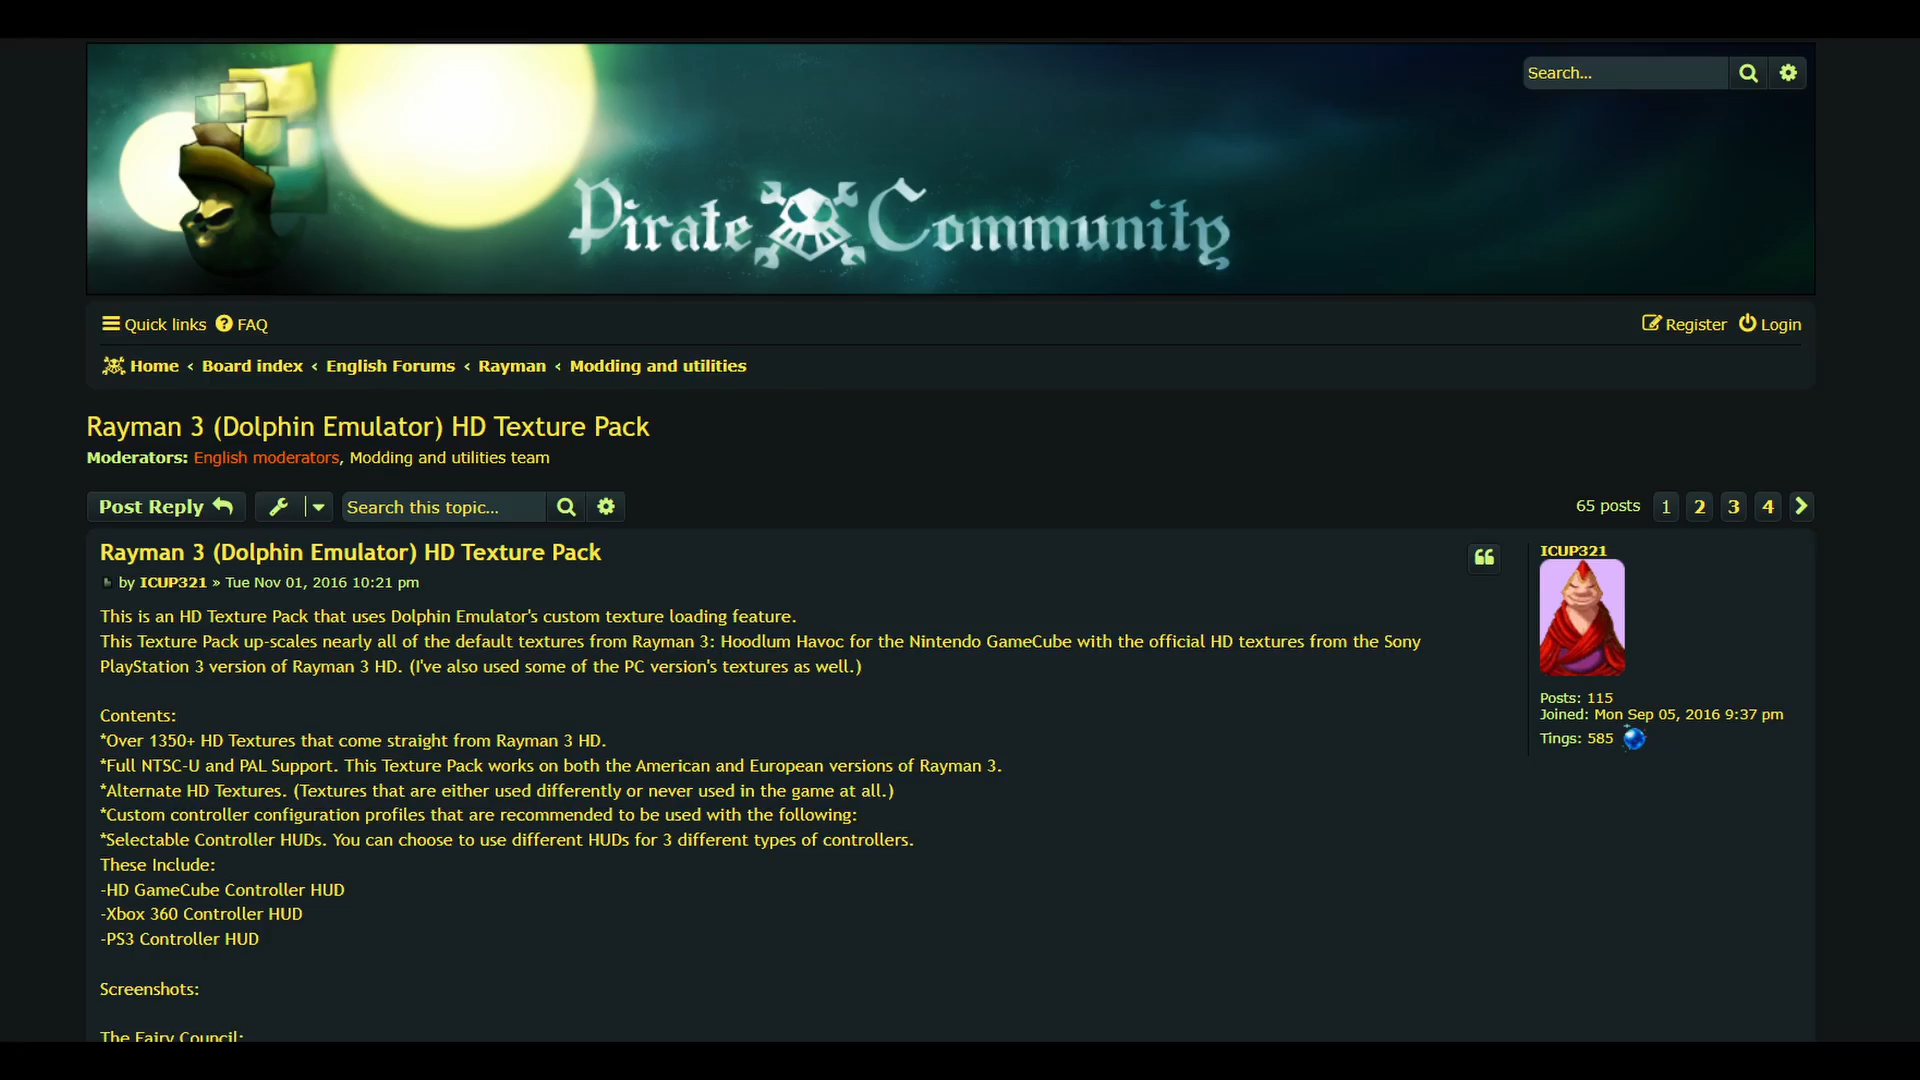 Search...
Pirate Community
Quick links FAQ
Register Login
Home ‹ Board index ‹ English Forums ‹ Rayman ‹ Modding and utilities
Rayman 3 (Dolphin Emulator) HD Texture Pack
Moderators: English moderators, Modding and utilities team
Post Reply Search this topic... 65 posts 1 2 3 4
Rayman 3 (Dolphin Emulator) HD Texture Pack
by ICUP321 » Tue Nov 01, 2016 10:21 pm
This is an HD Texture Pack that uses Dolphin Emulator's custom texture loading feature.
This Texture Pack up-scales nearly all of the default textures from Rayman 3: Hoodlum Havoc for the Nintendo GameCube with the official HD textures from the Sony
PlayStation 3 version of Rayman 3 HD. (I've also used some of the PC version's textures as well.)
Contents:
*Over 1350+ HD Textures that come straight from Rayman 3 HD.
*Full NTSC-U and PAL Support. This Texture Pack works on both the American and European versions of Rayman 3.
*Alternate HD Textures. (Textures that are either used differently or never used in the game at all.)
*Custom controller configuration profiles that are recommended to be used with the following:
*Selectable Controller HUDs. You can choose to use different HUDs for 3 different types of controllers.
These Include:
-HD GameCube Controller HUD
-Xbox 360 Controller HUD
-PS3 Controller HUD
Screenshots:
The Fairy Council:
ICUP321
Posts: 115
Joined: Mon Sep 05, 2016 9:37 pm
Tings: 585